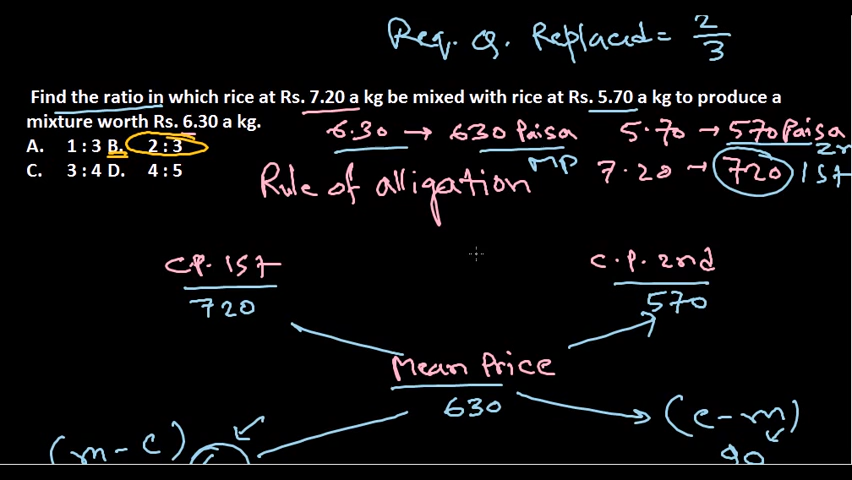 Req. Q. Replaced = 2/3
Find the ratio in which rice at Rs. 7.20 a kg be mixed with rice at Rs. 5.70 a kg to produce a
mixture worth Rs. 6.30 a kg.
A. 1 : 3 B. 2 : 3
C. 3 : 4 D. 4 : 5
6.30 → 630 Paisa
MP
5.70 → 570 Paisa
7.20 → 720 1st
Rule of alligation
C.P. 1st
720
C.P. 2nd
570
Mean Price
630
(m - c)
(c - m)
90